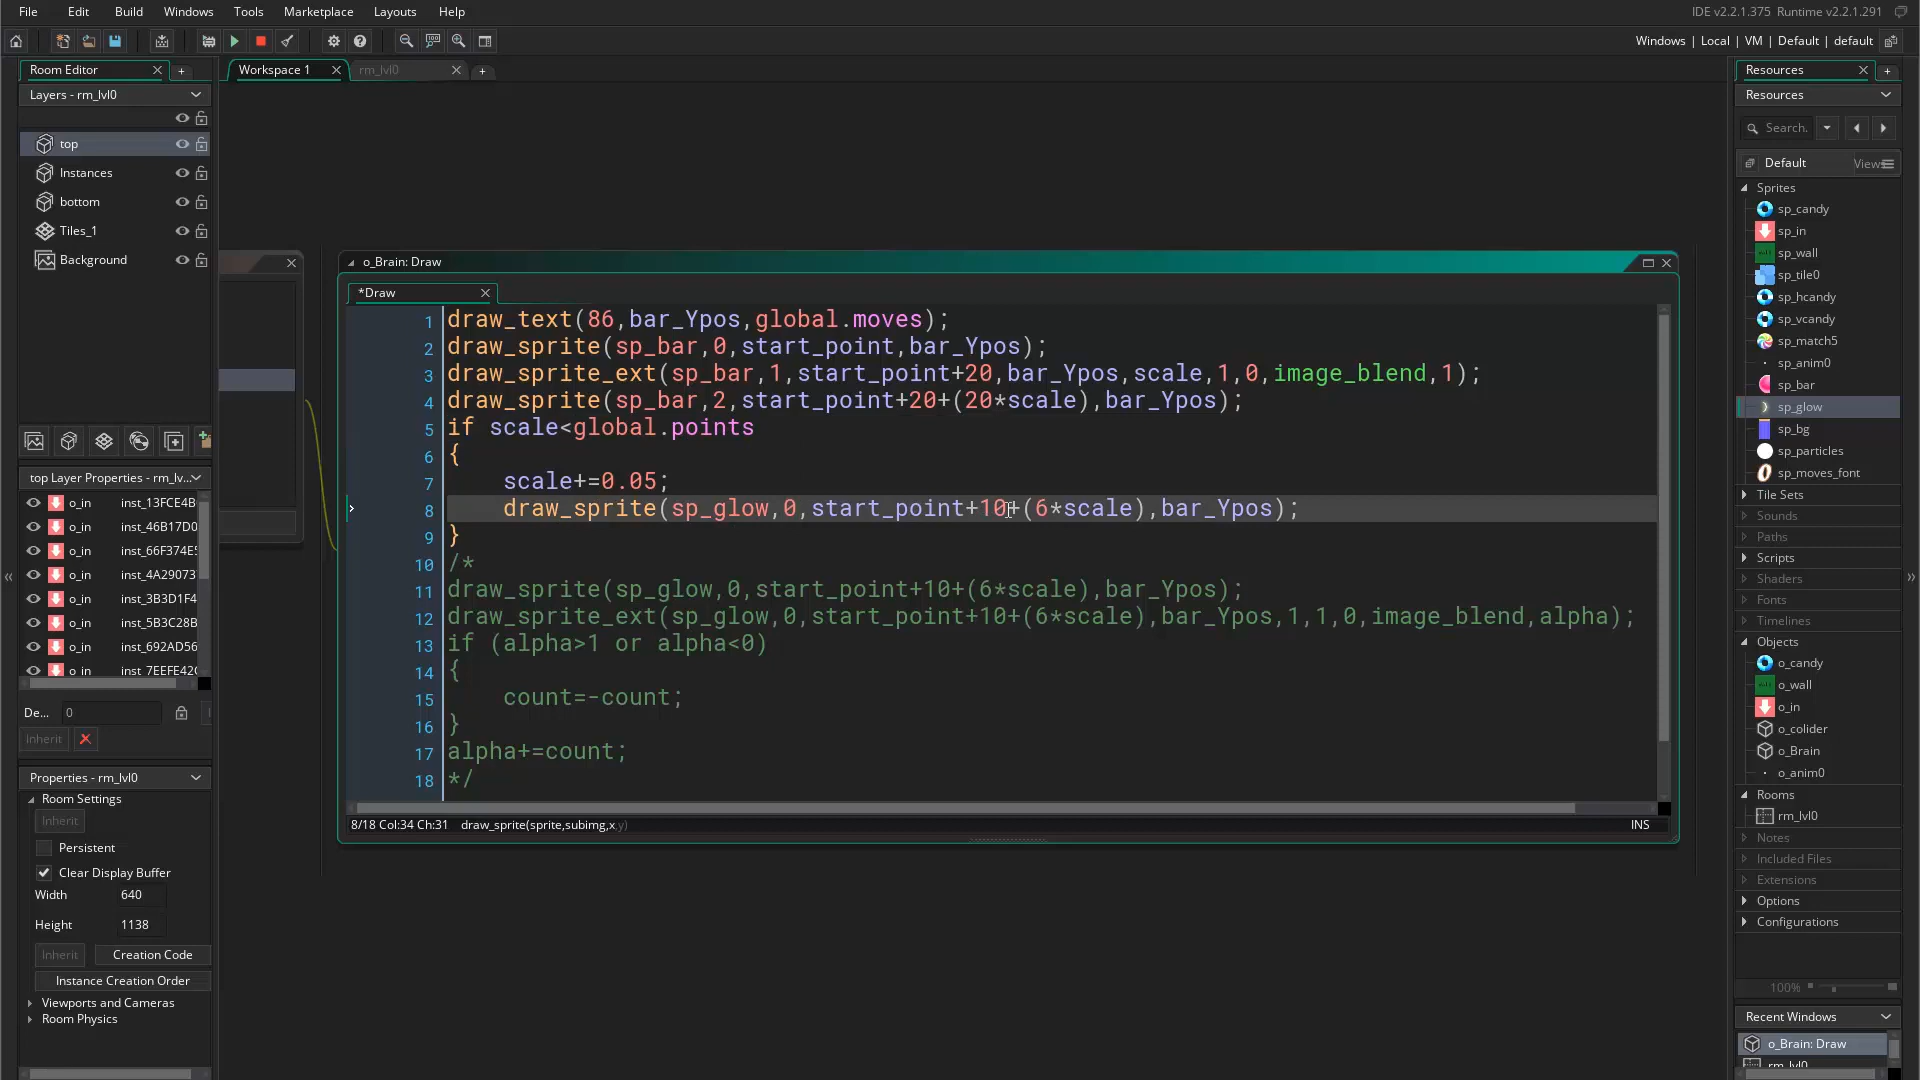 File Edit Build Windows Tools Marketplace Layouts Help
IDE v2.2.1.375 Runtime v2.2.1.291
Windows | Local | VM | Default | default
Room Editor
Workspace 1
rm_lvl0
Resources
Layers - rm_lvl0
Resources
top
Search.
Instances
Default
Views
bottom
Sprites
Tiles_1
sp_candy
sp_in
Background
sp_wall
o_Brain: Draw
sp_tile0
*Draw
sp_hcandy
1 draw_text(86,bar_Ypos,global.moves);
sp_vcandy
2 draw_sprite(sp_bar,0,start_point,bar_Ypos);
sp_match5
3 draw_sprite_ext(sp_bar,1,start_point+20,bar_Ypos,scale,1,0,image_blend,1);
sp_anim0
4 draw_sprite(sp_bar,2,start_point+20+(20*scale),bar_Ypos);
sp_bar
5 if scale<global.points
sp_glow
6 {
sp_bg
7 scale+=0.05;
sp_particles
8 draw_sprite(sp_glow,0,start_point+10+(6*scale),bar_Ypos);
sp_moves_font
9 }
Tile Sets
10 /*
Sounds
11 draw_sprite(sp_glow,0,start_point+10+(6*scale),bar_Ypos);
Paths
12 draw_sprite_ext(sp_glow,0,start_point+10+(6*scale),bar_Ypos,1,1,0,image_blend,alpha);
Scripts
13 if (alpha>1 or alpha<0)
Shaders
14 {
Fonts
15 count=-count;
Timelines
16 }
Objects
17 alpha+=count;
o_candy
18 */
o_wall
8/18 Col:34 Ch:31 draw_sprite(sprite,subimg,x,y)
INS
o_in
o_colider
o_Brain
o_anim0
Rooms
rm_lvl0
Notes
Included Files
Extensions
Options
Configurations
100%
Recent Windows
o_Brain: Draw
rm_lvl0
top Layer Properties - rm_lv...
o_in inst_13FCE4B
o_in inst_46B17D0
o_in inst_66F374E5
o_in inst_4A29073
o_in inst_3B3D1F4
o_in inst_5B3C28B
o_in inst_692AD56
o_in inst_7EEFE42C
De... 0
Inherit
Properties - rm_lvl0
Room Settings
Inherit
Persistent
Clear Display Buffer
Width 640
Height 1138
Inherit Creation Code
Instance Creation Order
Viewports and Cameras
Room Physics